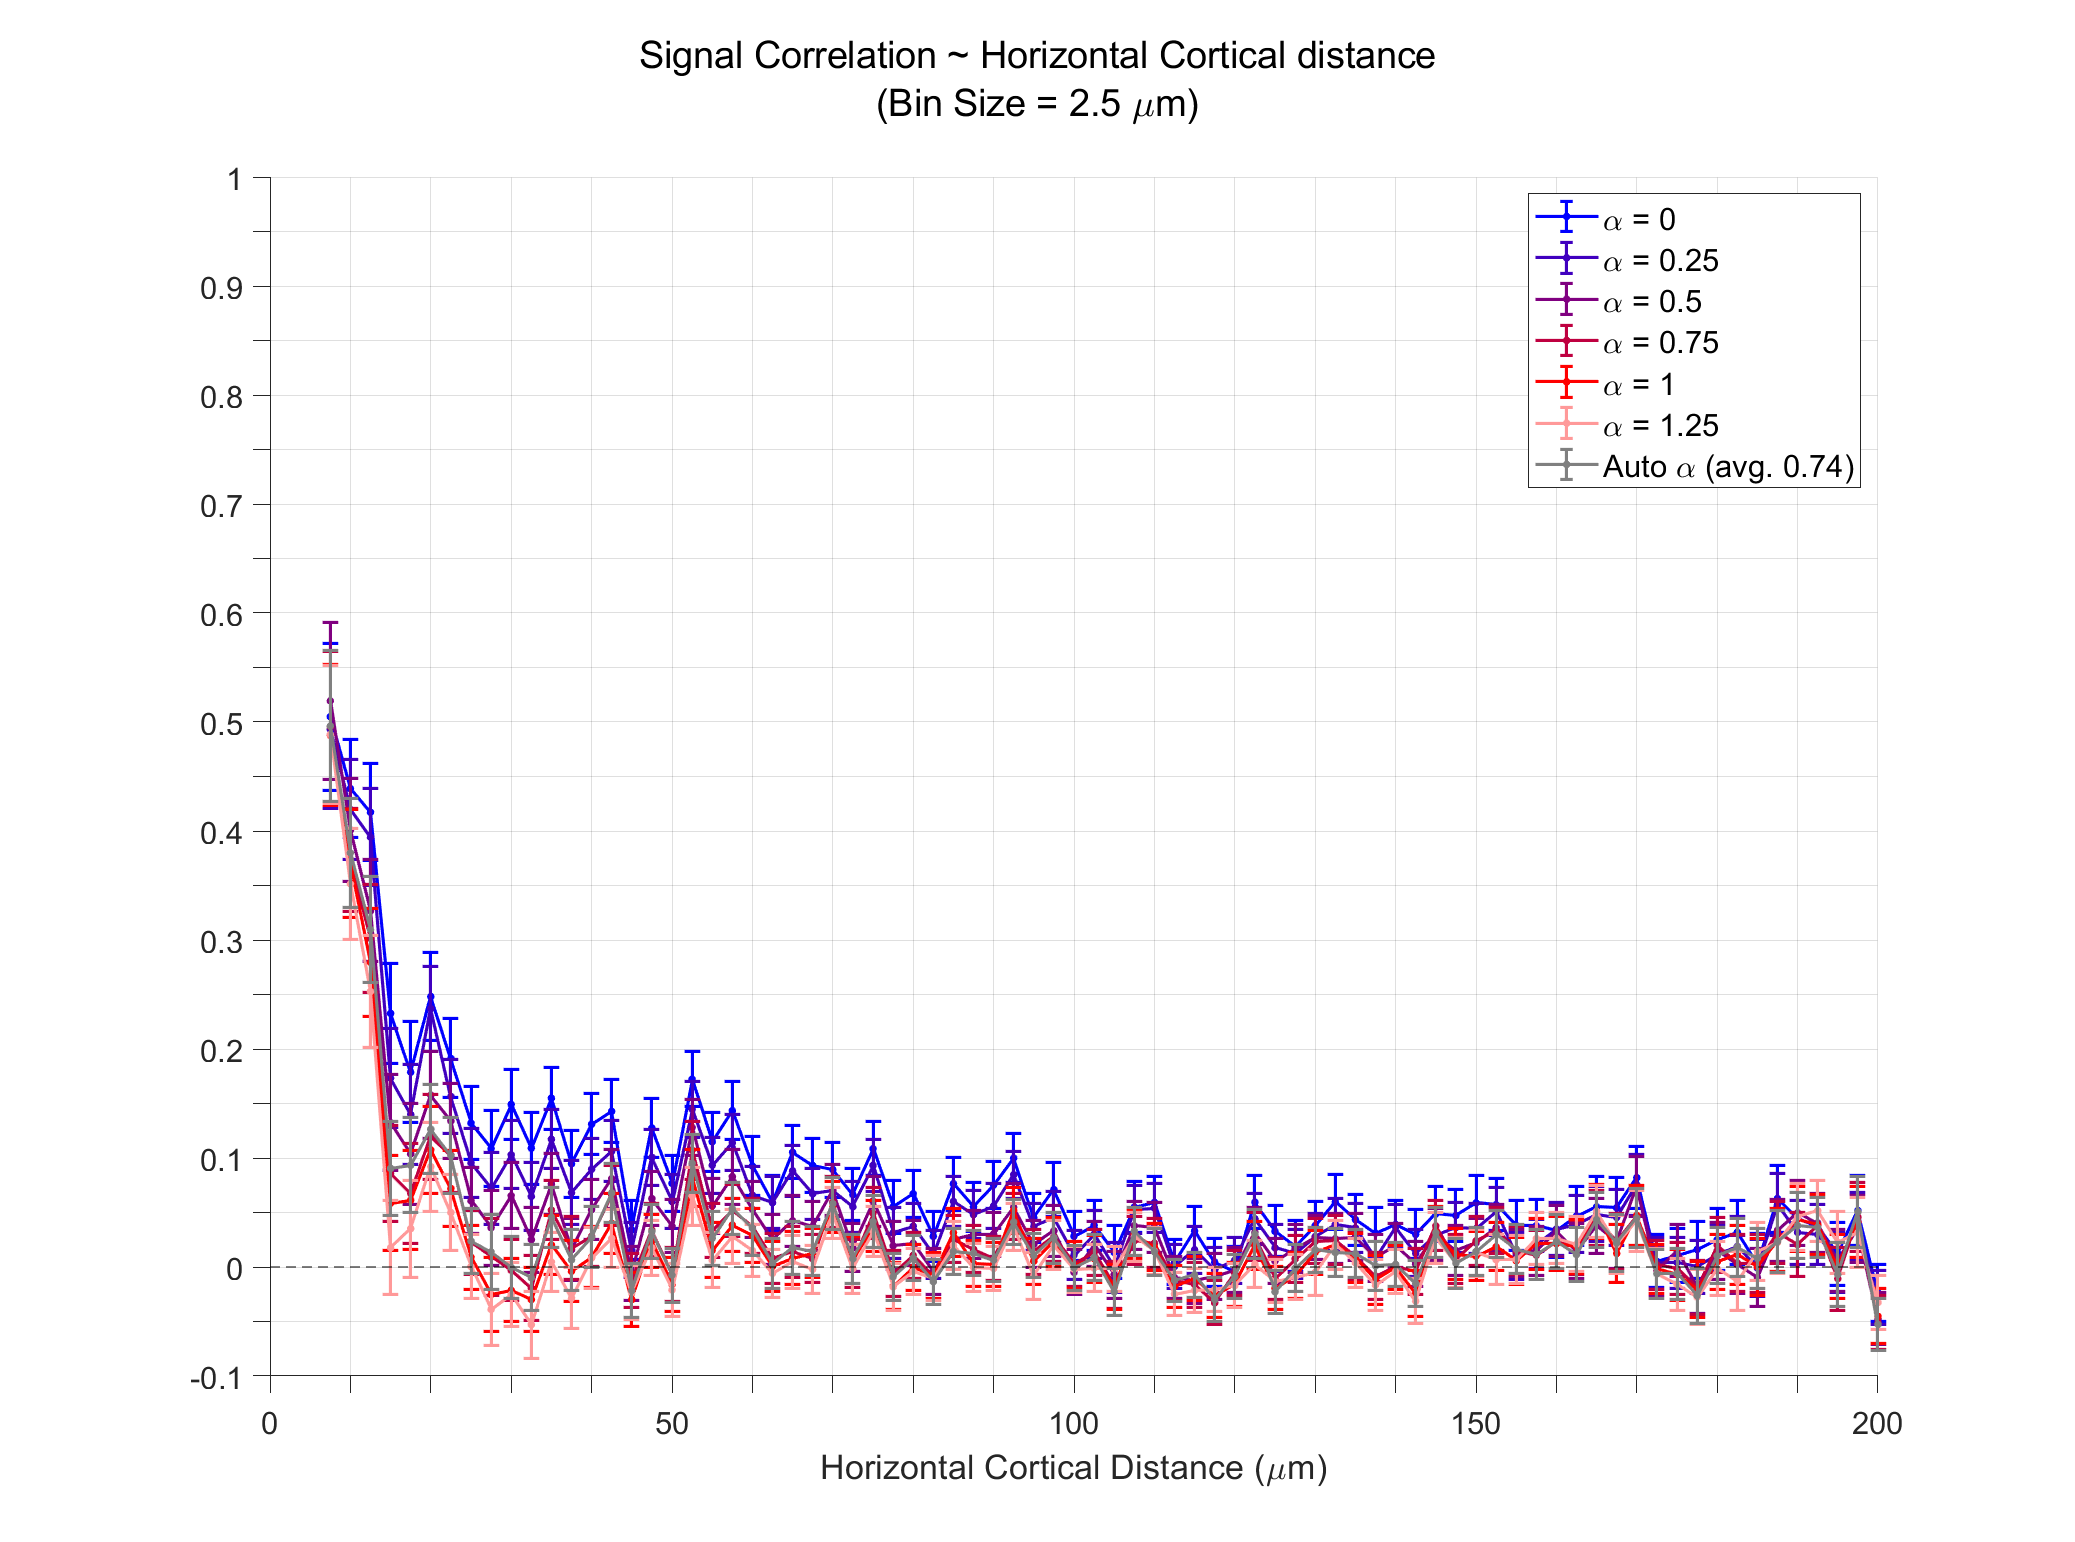 Signal Correlation ~ Horizontal Cortical distance
(Bin Size = 2.5 μm)
1
0.9
0.8
0.7
0.6
0.5
0.4
0.3
0.2
0.1
0
-0.1
α = 0
α = 0.25
α = 0.5
α = 0.75
α = 1
α = 1.25
Auto α (avg. 0.74)
0
50
100
150
200
Horizontal Cortical Distance (μm)